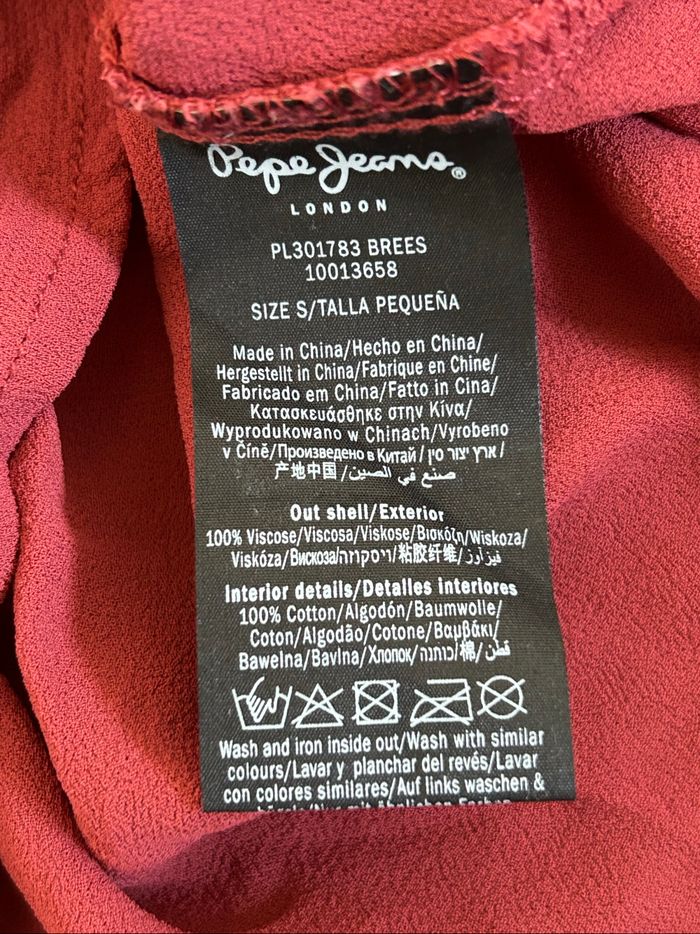 Pepe Jeans®
LONDON
PL301783 BREES
10013658
SIZE S/TALLA PEQUEÑA
Made in China/Hecho en China/
Hergestellt in China/Fabrique en Chine/
Fabricado em China/Fatto in Cina/
Κατασκευάσθηκε στην Κίνα/
Wyprodukowano w Chinach/Vyrobeno
v Číně/Произведено в Китай/ארץ יצור סין/
产地中国/صنع في الصين/
Out shell/Exterior
100% Viscose/Viscosa/Viskose/Βισκόζη/Wiskoza/
Viskóza/Вискоза/ויסקוזה/粘胶纤维/فيزاوز/
Interior details/Detalles interiores
100% Cotton/Algodón/Baumwolle/
Coton/Algodão/Cotone/Βαμβάκι/
Bawelna/Bavlna/Хлопок/כותנה/棉/قطن/
Wash and iron inside out/Wash with similar
colours/Lavar y planchar del revés/Lavar
con colores similares/Auf links waschen &